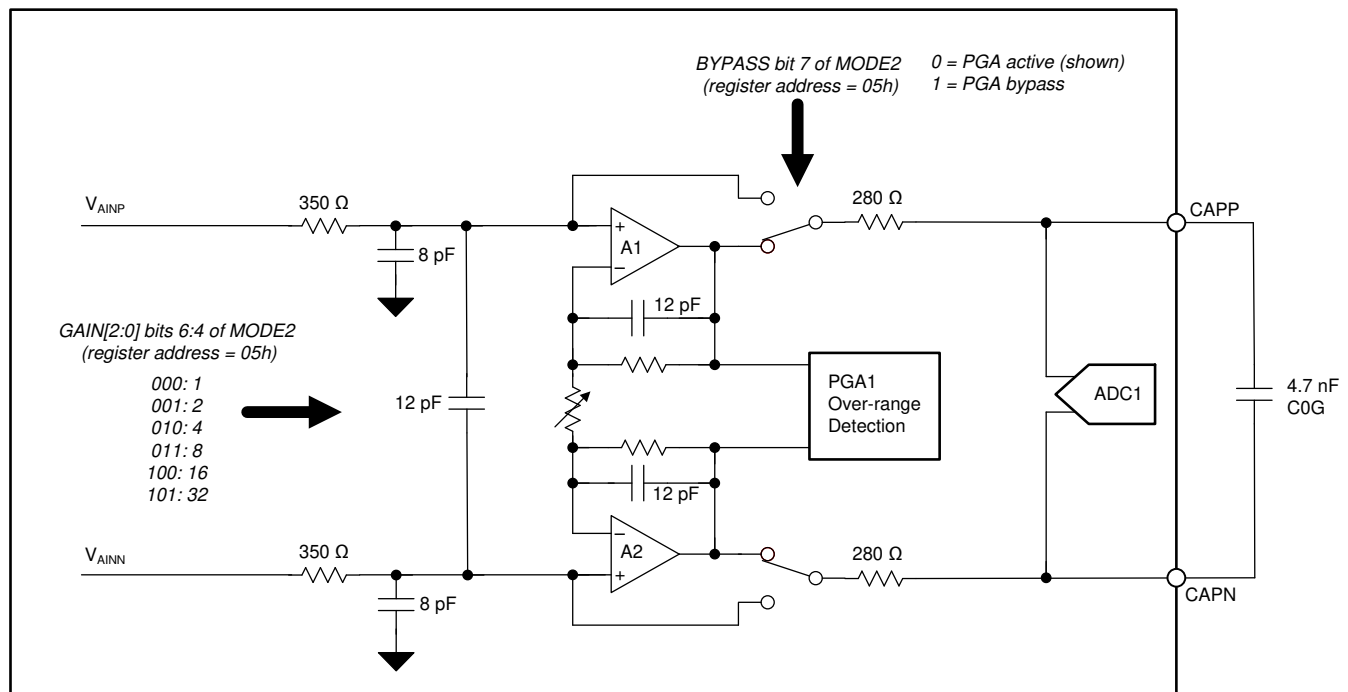 BYPASS bit 7 of MODE2
(register address = 05h)
0 = PGA active (shown)
1 = PGA bypass
VAINP
350 Ω
8 pF
+
A1
−
280 Ω
CAPP
12 pF
GAIN[2:0] bits 6:4 of MODE2
(register address = 05h)
000: 1
001: 2
010: 4
011: 8
100: 16
101: 32
12 pF
PGA1
Over-range
Detection
ADC1
4.7 nF
C0G
12 pF
VAINN
350 Ω
8 pF
−
A2
+
280 Ω
CAPN